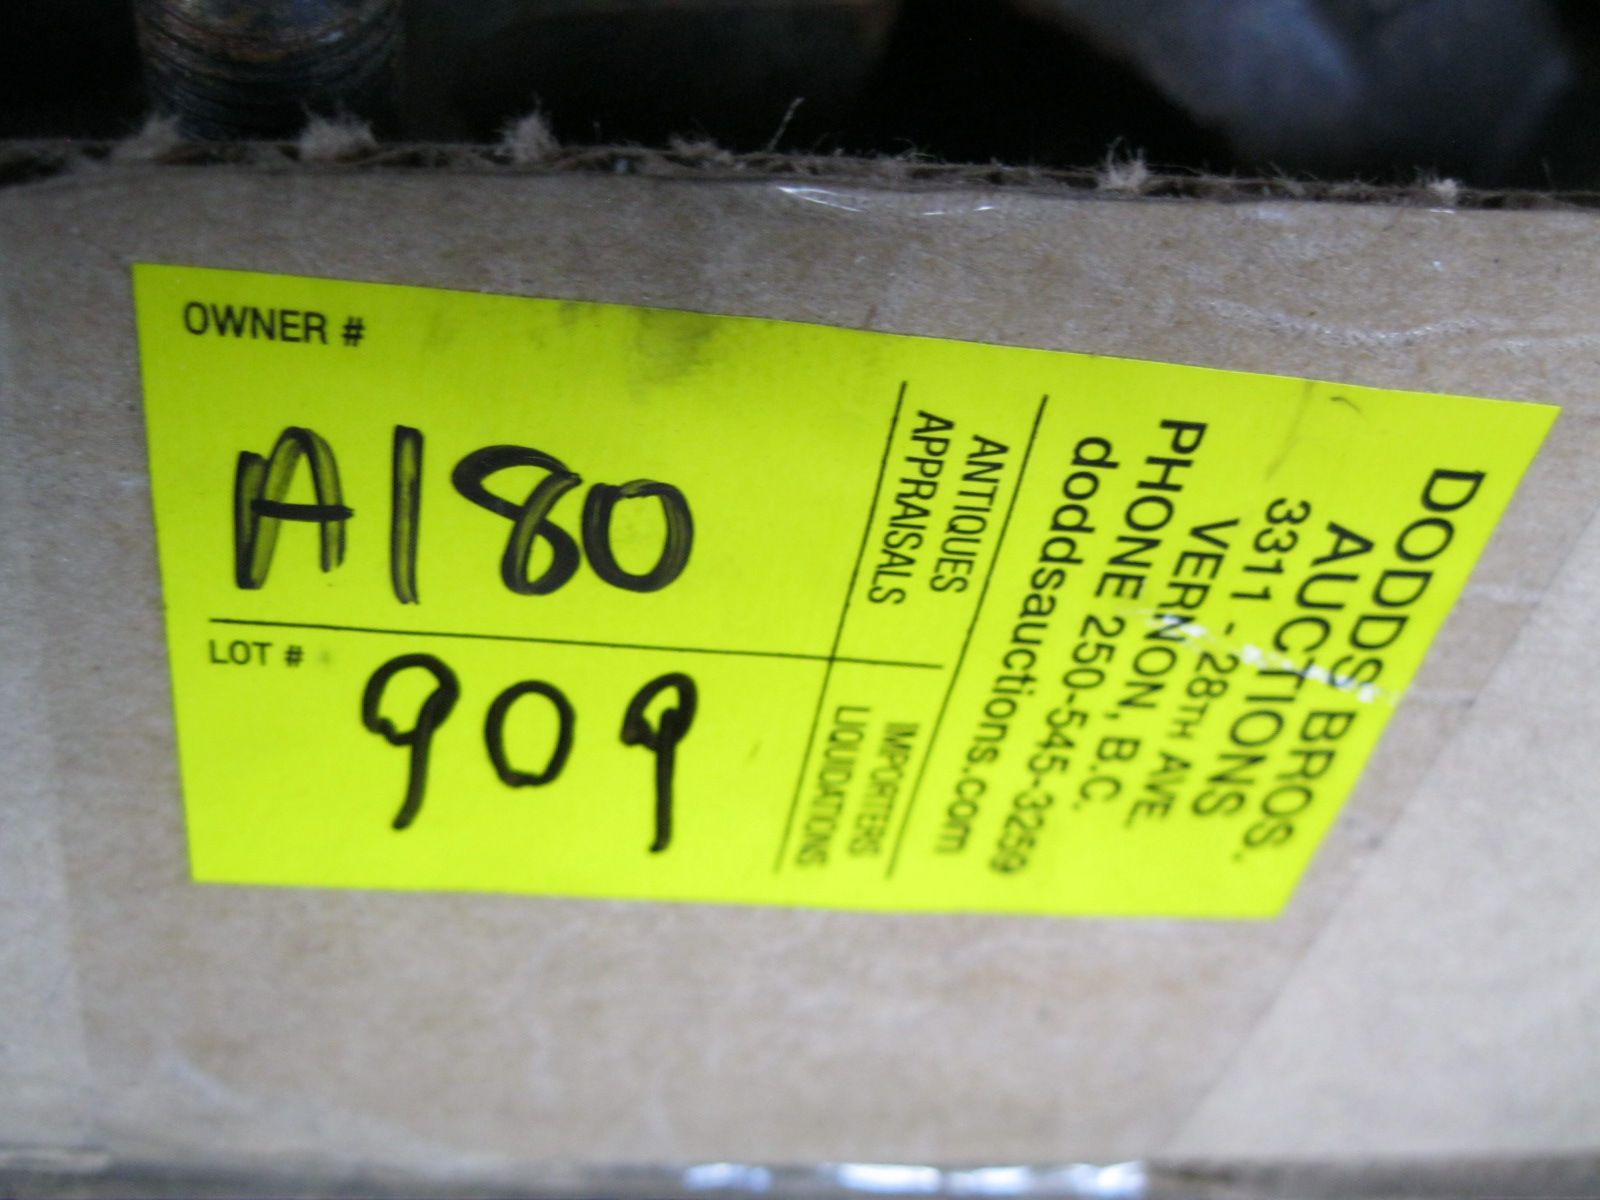 OWNER #
A180
LOT #
909
DODDS BROS.
AUCTIONS
3311 - 28TH AVE.
VERNON, B.C.
PHONE 250-545-3259
doddsauctions.com
ANTIQUES
APPRAISALS
IMPORTERS
LIQUIDATIONS